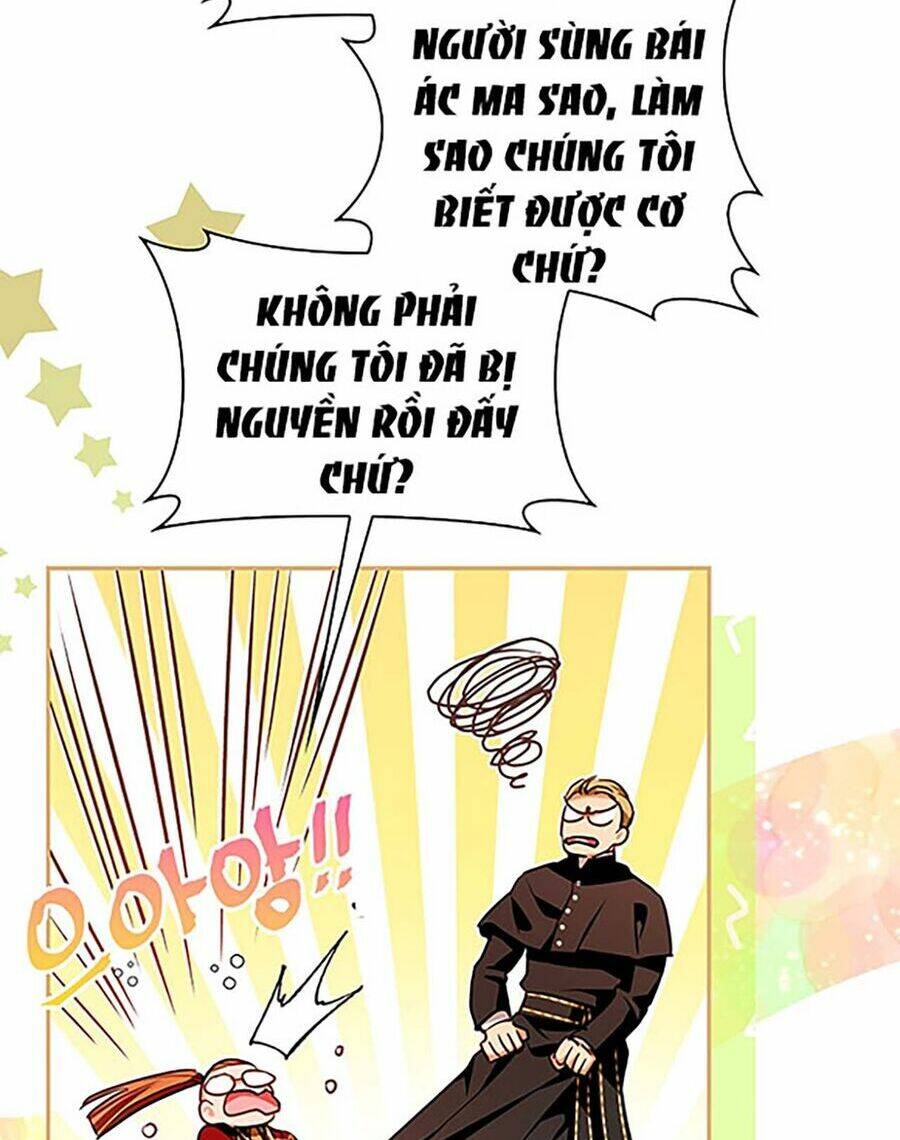 NGƯỜI SÙNG BÁI
ÁC MA SAO, LÀM
SAO CHÚNG TÔI
BIẾT ĐƯỢC CƠ
CHỨ?
KHÔNG PHẢI
CHÚNG TÔI ĐÃ BỊ
NGUYỀN RỒI ĐẤY
CHỨ?
으아앙!!